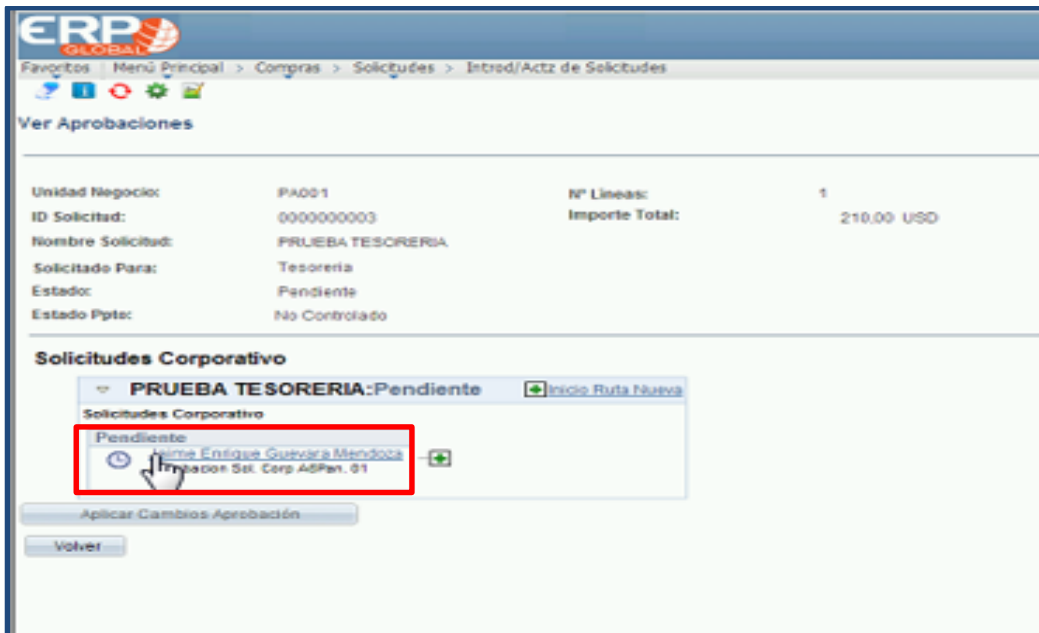 ERP
GLOBAL
Favoritos Menú Principal > Compras > Solicitudes > Introd/Actz de Solicitudes
Ver Aprobaciones
Unidad Negocio: PA001 Nº Líneas: 1
ID Solicitud: 0000000003 Importe Total: 210,00 USD
Nombre Solicitud: PRUEBA TESORERIA
Solicitado Para: Tesoreria
Estado: Pendiente
Estado Ppto: No Controlado
Solicitudes Corporativo
PRUEBA TESORERIA:Pendiente Inicio Ruta Nueva
Solicitudes Corporativo
Pendiente
Enrique Guevara Mendoza
Sol. Corp 01
Aplicar Cambios Aprobación
Volver